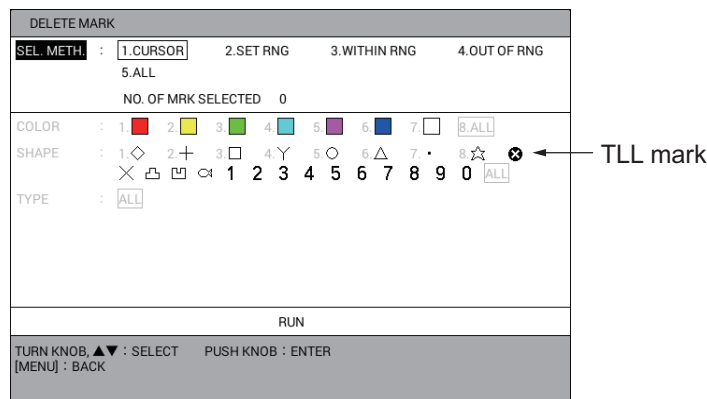 DELETE MARK
SEL. METH. : 1.CURSOR 2.SET RNG 3.WITHIN RNG 4.OUT OF RNG
5.ALL
NO. OF MRK SELECTED 0
COLOR : 1. 2. 3. 4. 5. 6. 7. 8.ALL
SHAPE : 1. 2. 3. 4. 5. 6. 7. 8.
1 2 3 4 5 6 7 8 9 0 ALL
TYPE : ALL
RUN
TURN KNOB, ▲▼ : SELECT PUSH KNOB : ENTER
[MENU] : BACK
TLL mark